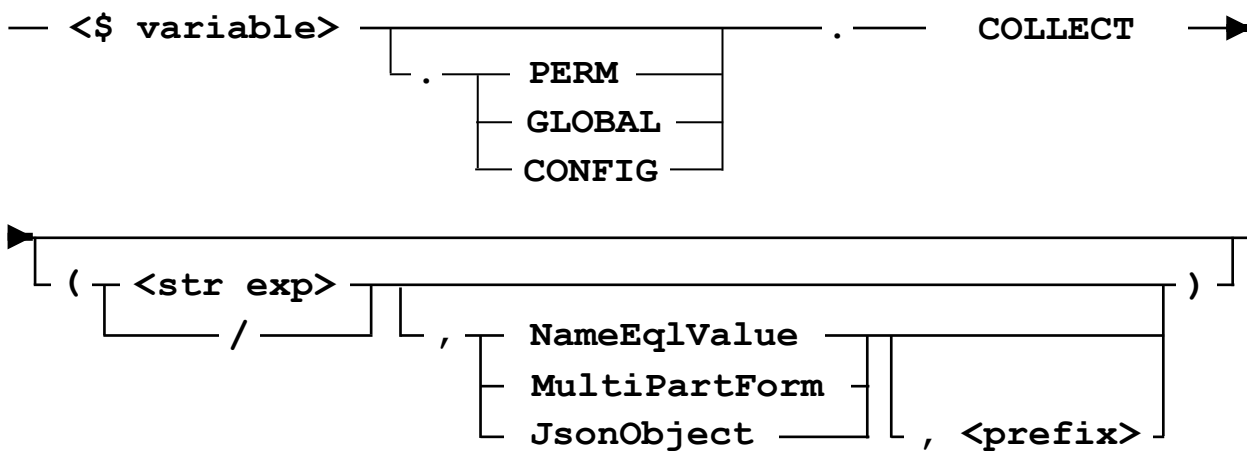 <$ variable> . COLLECT
. PERM
GLOBAL
CONFIG
( <str exp> )
/ , NameEqlValue
MultiPartForm
JsonObject , <prefix>